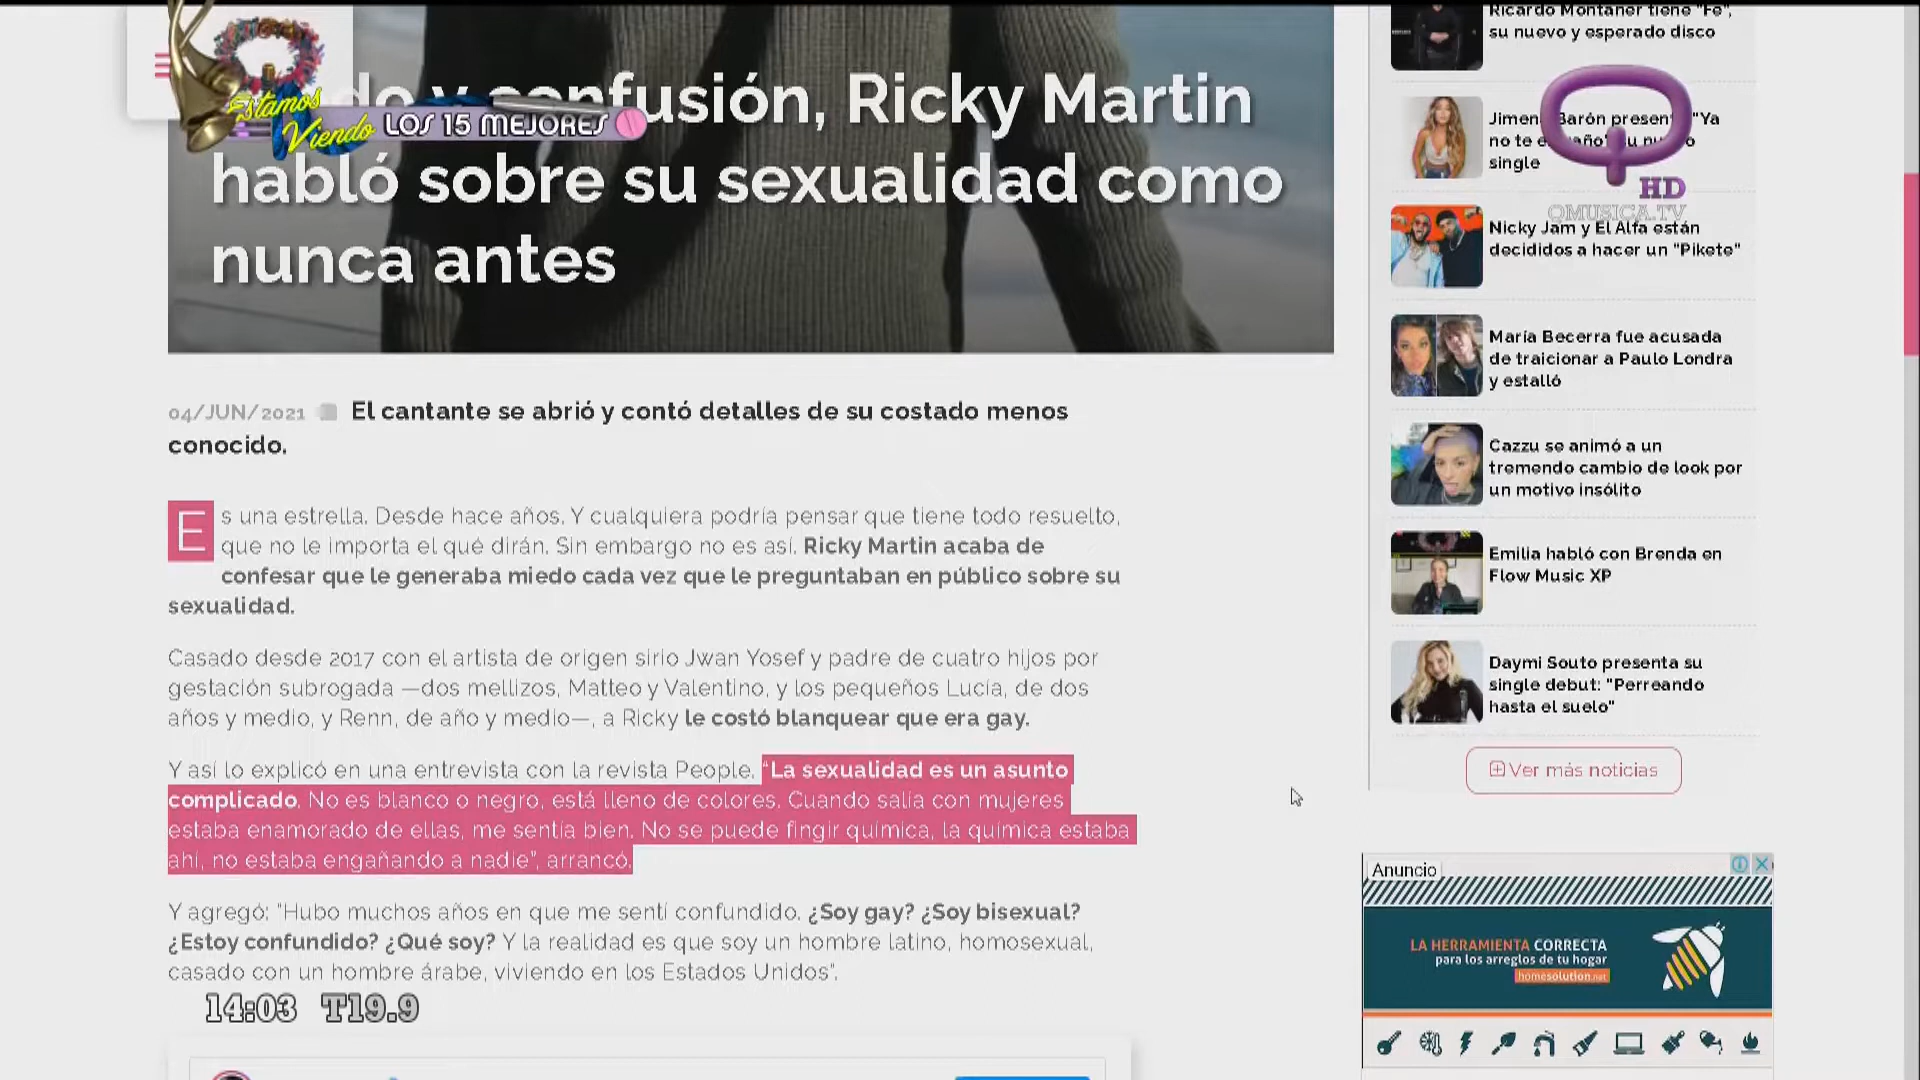 Estamos
Viendo LOS 15 MEJORES
confusión, Ricky Martin
habló sobre su sexualidad como
nunca antes
04/JUN/2021 El cantante se abrió y contó detalles de su costado menos
conocido.
Es una estrella. Desde hace años. Y cualquiera podría pensar que tiene todo resuelto,
que no le importa el qué dirán. Sin embargo no es así. Ricky Martin acaba de
confesar que le generaba miedo cada vez que le preguntaban en público sobre su
sexualidad.
Casado desde 2017 con el artista de origen sirio Jwan Yosef y padre de cuatro hijos por
gestación subrogada —dos mellizos, Matteo y Valentino, y los pequeños Lucía, de dos
años y medio, y Renn, de año y medio—, a Ricky le costó blanquear que era gay.
Y así lo explicó en una entrevista con la revista People. "La sexualidad es un asunto
complicado. No es blanco o negro, está lleno de colores. Cuando salía con mujeres
estaba enamorado de ellas, me sentía bien. No se puede fingir química, la química estaba
ahí, no estaba engañando a nadie", arrancó.
Y agregó: "Hubo muchos años en que me sentí confundido. ¿Soy gay? ¿Soy bisexual?
¿Estoy confundido? ¿Qué soy? Y la realidad es que soy un hombre latino, homosexual,
casado con un hombre árabe, viviendo en los Estados Unidos".
14:03 T19.9
Ricardo Montaner tiene "Fe",
su nuevo y esperado disco
Barón "Ya
no te
single
Q HD
QMUSICA.TV
Nicky Jam y El Alfa están
decididos a hacer un "Pikete"
María Becerra fue acusada
de traicionar a Paulo Londra
y estalló
Cazzu se animó a un
tremendo cambio de look por
un motivo insólito
Emilia habló con Brenda en
Flow Music XP
Daymi Souto presenta su
single debut: "Perreando
hasta el suelo"
Ver más noticias
Anuncio
LA HERRAMIENTA CORRECTA
para los arreglos de tu hogar
homesolution.net